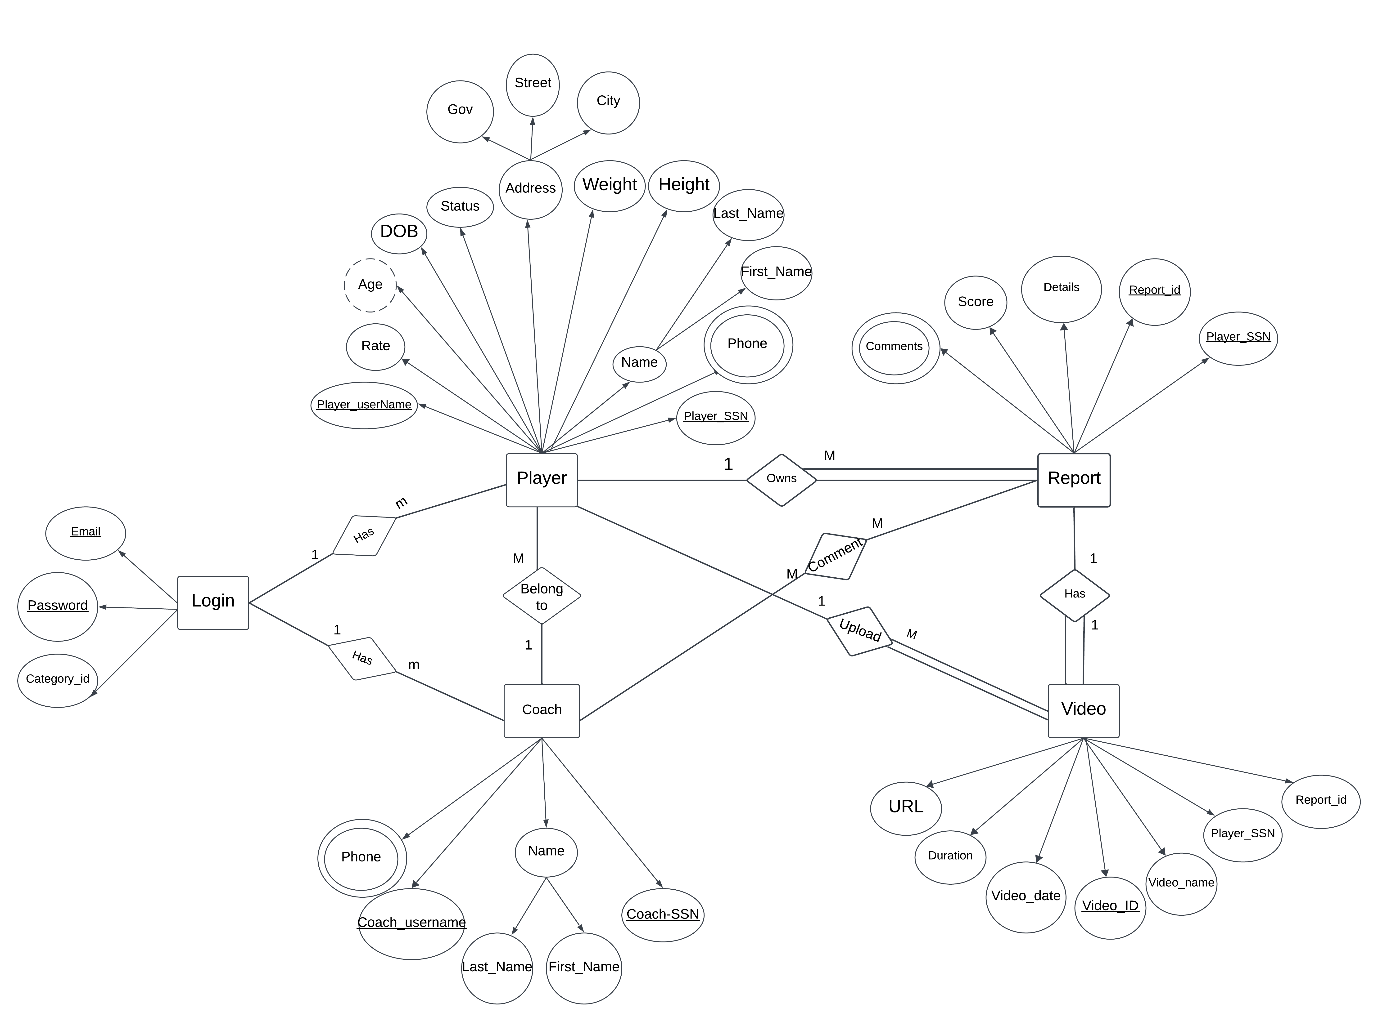 Street
City
Gov
Address
Weight
Height
Status
Last_Name
DOB
First_Name
Age
Rate
Name
Phone
Player_userName
Player_SSN
Score
Details
Report_id
Comments
Player_SSN
Player
1
Owns
M
Report
m
Has
1
M
Comment
M
Email
M
Belong
to
1
1
Has
1
Password
Login
1
Upload
M
1
Has
m
Category_id
Coach
Video
URL
Report_id
Player_SSN
Duration
Video_date
Video_ID
Video_name
Phone
Name
Coach_username
Coach-SSN
Last_Name
First_Name